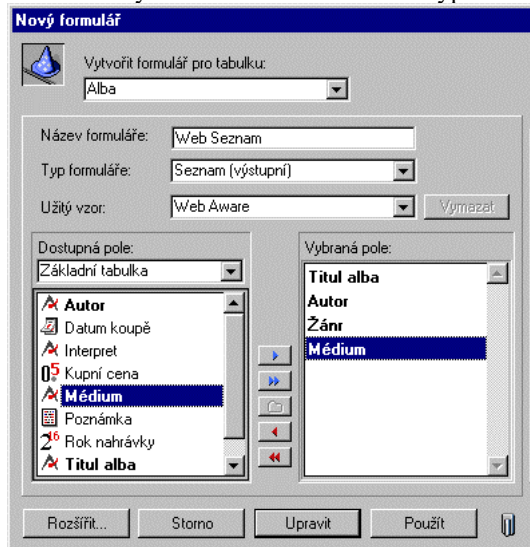 Nový formulář
Vytvořit formulář pro tabulku:
Alba
Název formuláře: Web Seznam
Typ formuláře: Seznam (výstupní)
Užitý vzor: Web Aware Vymazat
Dostupná pole:
Základní tabulka
Autor
Datum koupě
Interpret
Kupní cena
Médium
Poznámka
Rok nahrávky
Titul alba
Vybraná pole:
Titul alba
Autor
Žánr
Médium
Rozšířit... Storno Upravit Použít